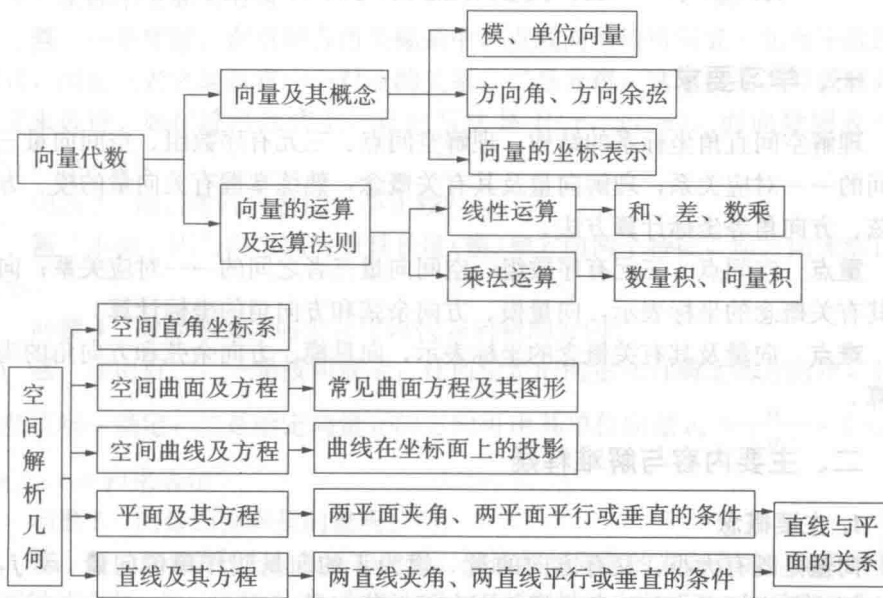 模、单位向量
向量及其概念
方向角、方向余弦
向量代数
向量的坐标表示
向量的运算
及运算法则
线性运算
和、差、数乘
乘法运算
数量积、向量积
空间解析几何
空间直角坐标系
空间曲面及方程
常见曲面方程及其图形
空间曲线及方程
曲线在坐标面上的投影
平面及其方程
两平面夹角、两平面平行或垂直的条件
直线与平
面的关系
直线及其方程
两直线夹角、两直线平行或垂直的条件